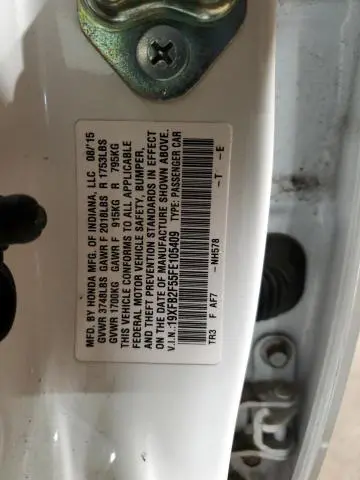 MFD. BY HONDA MFG. OF INDIANA, LLC 08/15
GVWR 3748LBS GAWR F 2018LBS R 1753LBS
GVWR 1700KG GAWR F 915KG R 795KG
THIS VEHICLE CONFORMS TO ALL APPLICABLE
FEDERAL MOTOR VEHICLE SAFETY, BUMPER,
AND THEFT PREVENTION STANDARDS IN EFFECT
ON THE DATE OF MANUFACTURE SHOWN ABOVE.
V.I.N.:19XFB2F55FE105409 TYPE: PASSENGER CAR
TR3 F AF7 -NH578 -T -E